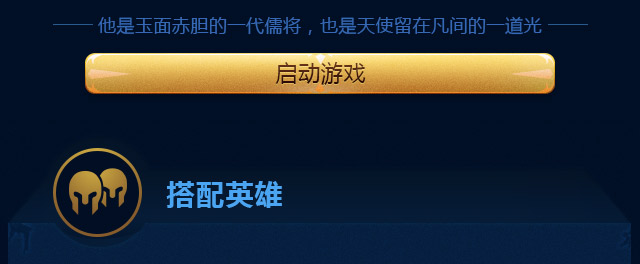 他是玉面赤胆的一代儒将，也是天使留在凡间的一道光
启动游戏
搭配英雄